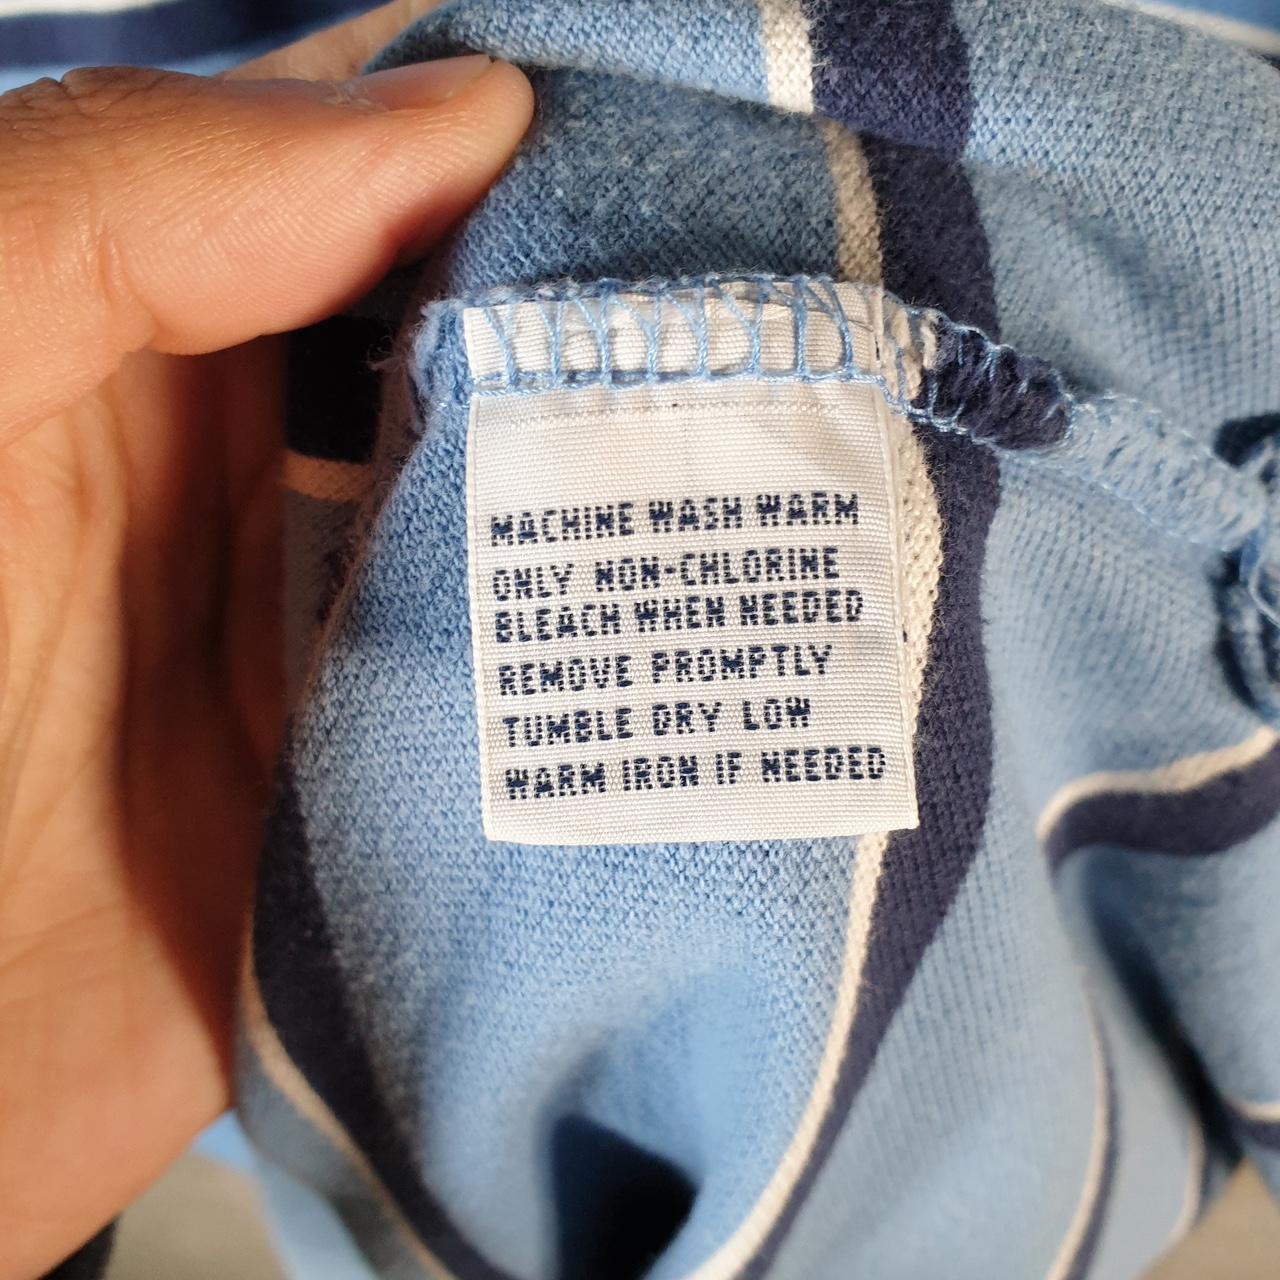 MACHINE WASH WARM
ONLY NON-CHLORINE
BLEACH WHEN NEEDED
REMOVE PROMPTLY
TUMBLE DRY LOW
WARM IRON IF NEEDED